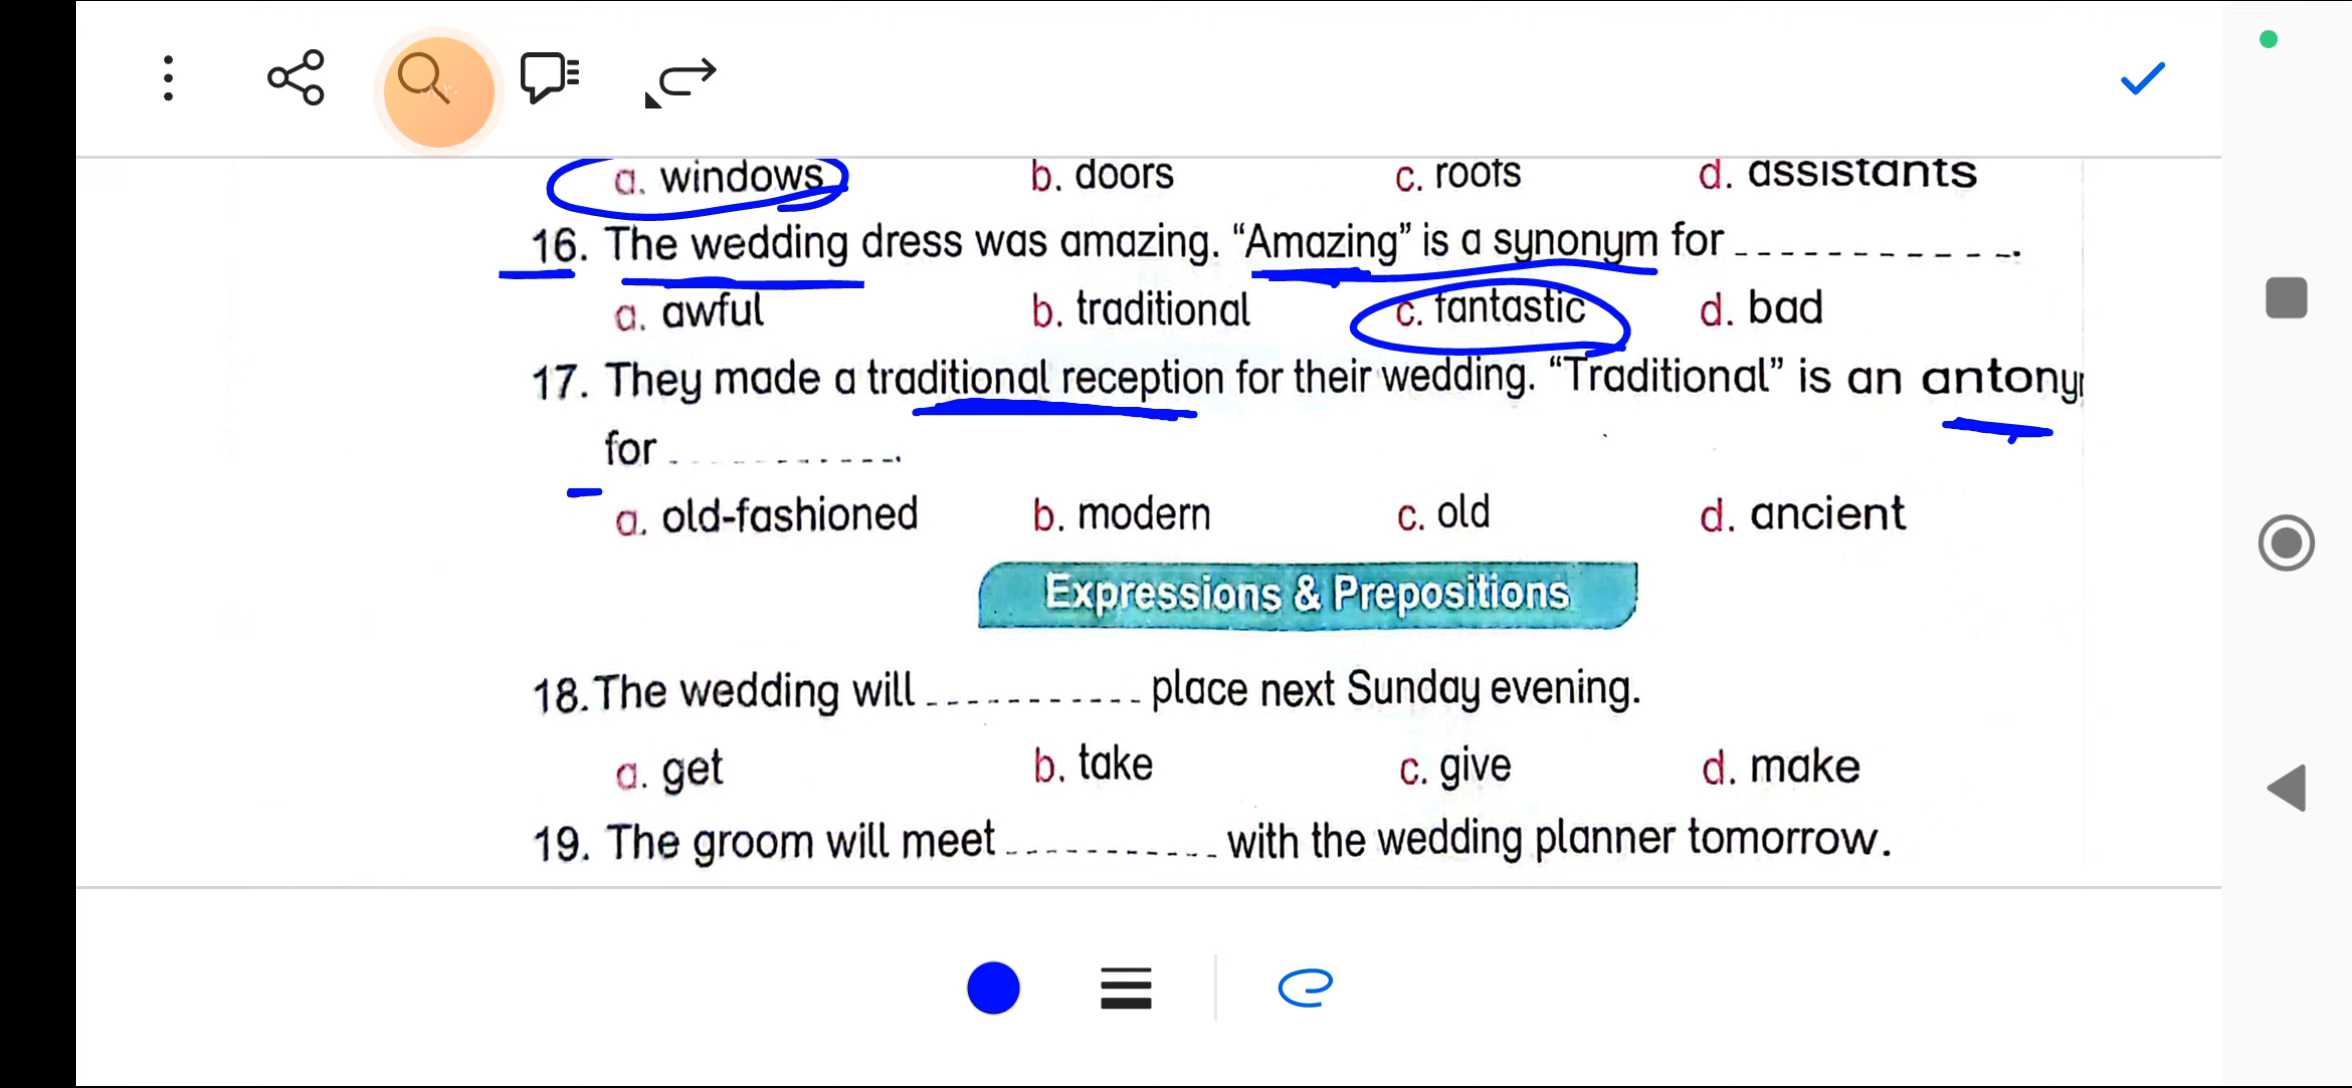 a. windows b. doors c. roots d. assistants
16. The wedding dress was amazing. “Amazing” is a synonym for ------------.
a. awful b. traditional c. fantastic d. bad
17. They made a traditional reception for their wedding. “Traditional” is an
for ------------.
a. old-fashioned b. modern c. old d. ancient
Expressions & Prepositions
18. The wedding will ----------- place next Sunday evening.
a. get b. take c. give d. make
19. The groom will meet ----------- with the wedding planner tomorrow.